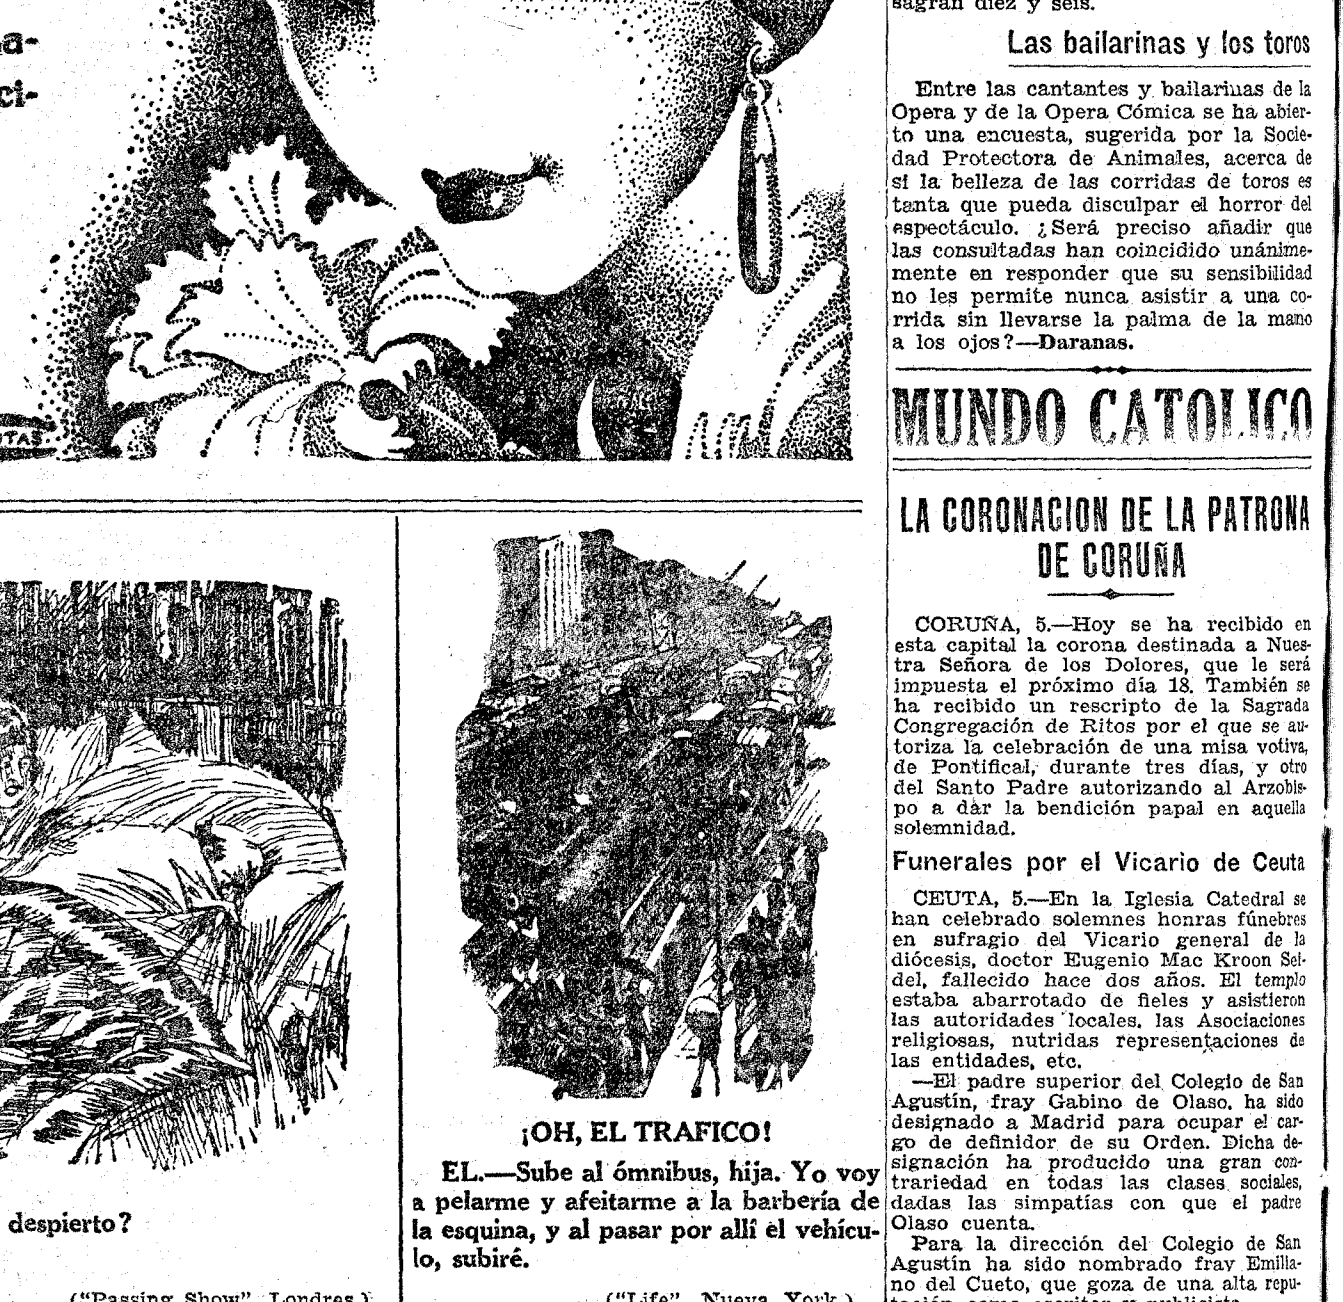 a-
ci-
TAS.
despierto?
("Passing Show", Londres.)
¡OH, EL TRAFICO!
EL.—Sube al ómnibus, hija. Yo voy
a pelarme y afeitarme a la barbería de
la esquina, y al pasar por allí el vehícu-
lo, subiré.
("Life", Nueva York.)
sagran diez y seis.
Las bailarinas y los toros
Entre las cantantes y bailarinas de la
Opera y de la Opera Cómica se ha abier-
to una encuesta, sugerida por la Socie-
dad Protectora de Animales, acerca de
si la belleza de las corridas de toros es
tanta que pueda disculpar el horror del
espectáculo. ¿Será preciso añadir que
las consultadas han coincidido unánime-
mente en responder que su sensibilidad
no les permite nunca asistir a una co-
rrida sin llevarse la palma de la mano
a los ojos?—Daranas.
MUNDO CATOLICO
LA CORONACION DE LA PATRONA
DE CORUÑA
CORUÑA, 5.—Hoy se ha recibido en
esta capital la corona destinada a Nues-
tra Señora de los Dolores, que le será
impuesta el próximo día 18. También se
ha recibido un rescripto de la Sagrada
Congregación de Ritos por el que se au-
toriza la celebración de una misa votiva,
de Pontifical, durante tres días, y otro
del Santo Padre autorizando al Arzobis-
po a dar la bendición papal en aquella
solemnidad.
Funerales por el Vicario de Ceuta
CEUTA, 5.—En la Iglesia Catedral se
han celebrado solemnes honras fúnebres
en sufragio del Vicario general de la
diócesis, doctor Eugenio Mac Kroon Sei-
del, fallecido hace dos años. El templo
estaba abarrotado de fieles y asistieron
las autoridades locales, las Asociaciones
religiosas, nutridas representaciones de
las entidades, etc.
—El padre superior del Colegio de San
Agustín, fray Gabino de Olaso, ha sido
designado a Madrid para ocupar el car-
go de definidor de su Orden. Dicha de-
signación ha producido una gran con-
trariedad en todas las clases sociales,
dadas las simpatías con que el padre
Olaso cuenta.
Para la dirección del Colegio de San
Agustín ha sido nombrado fray Emilia-
no del Cueto, que goza de una alta repu-
tación como escritor y publicista.